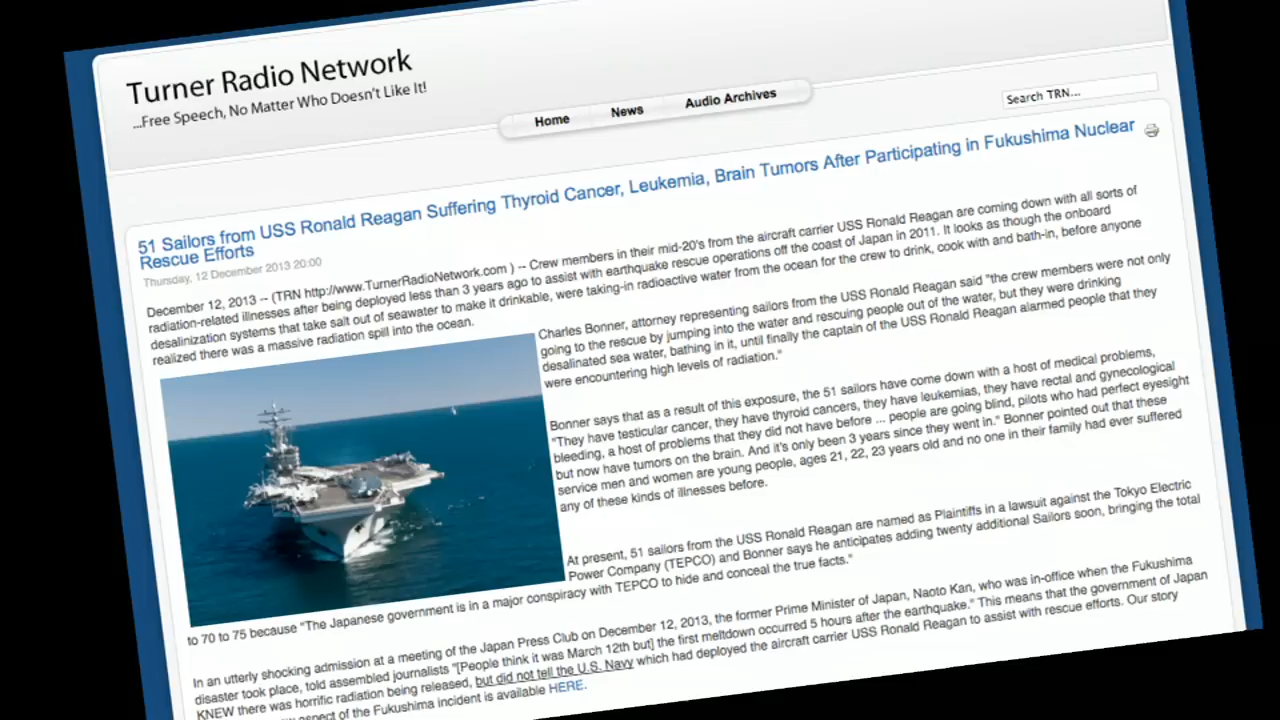 Turner Radio Network
...Free Speech, No Matter Who Doesn't Like It!
Home News Audio Archives
Search TRN...
51 Sailors from USS Ronald Reagan Suffering Thyroid Cancer, Leukemia, Brain Tumors After Participating in Fukushima Nuclear
Rescue Efforts
Thursday, 12 December 2013 20:00
December 12, 2013 -- (TRN http://www.TurnerRadioNetwork.com ) -- Crew members in their mid-20's from the aircraft carrier USS Ronald Reagan are coming down with all sorts of
radiation-related illnesses after being deployed less than 3 years ago to assist with earthquake rescue operations off the coast of Japan in 2011. It looks as though the onboard
desalinization systems that take salt out of seawater to make it drinkable, were taking-in radioactive water from the ocean for the crew to drink, cook with and bath-in, before anyone
realized there was a massive radiation spill into the ocean.
Charles Bonner, attorney representing sailors from the USS Ronald Reagan said "the crew members were not only
going to the rescue by jumping into the water and rescuing people out of the water, but they were drinking
desalinated sea water, bathing in it, until finally the captain of the USS Ronald Reagan alarmed people that they
were encountering high levels of radiation."
Bonner says that as a result of this exposure, the 51 sailors have come down with a host of medical problems,
"They have testicular cancer, they have thyroid cancers, they have leukemias, they have rectal and gynecological
bleeding, a host of problems that they did not have before ... people are going blind, pilots who had perfect eyesight
but now have tumors on the brain. And it's only been 3 years since they went in." Bonner pointed out that these
service men and women are young people, ages 21, 22, 23 years old and no one in their family had ever suffered
any of these kinds of illnesses before.
At present, 51 sailors from the USS Ronald Reagan are named as Plaintiffs in a lawsuit against the Tokyo Electric
Power Company (TEPCO) and Bonner says he anticipates adding twenty additional Sailors soon, bringing the total
to 70 to 75 because "The Japanese government is in a major conspiracy with TEPCO to hide and conceal the true facts."
In an utterly shocking admission at a meeting of the Japan Press Club on December 12, 2013, the former Prime Minister of Japan, Naoto Kan, who was in-office when the Fukushima
disaster took place, told assembled journalists "[People think it was March 12th but] the first meltdown occurred 5 hours after the earthquake." This means that the government of Japan
KNEW there was horrific radiation being released, but did not tell the U.S. Navy which had deployed the aircraft carrier USS Ronald Reagan to assist with rescue efforts. Our story
aspect of the Fukushima incident is available HERE.